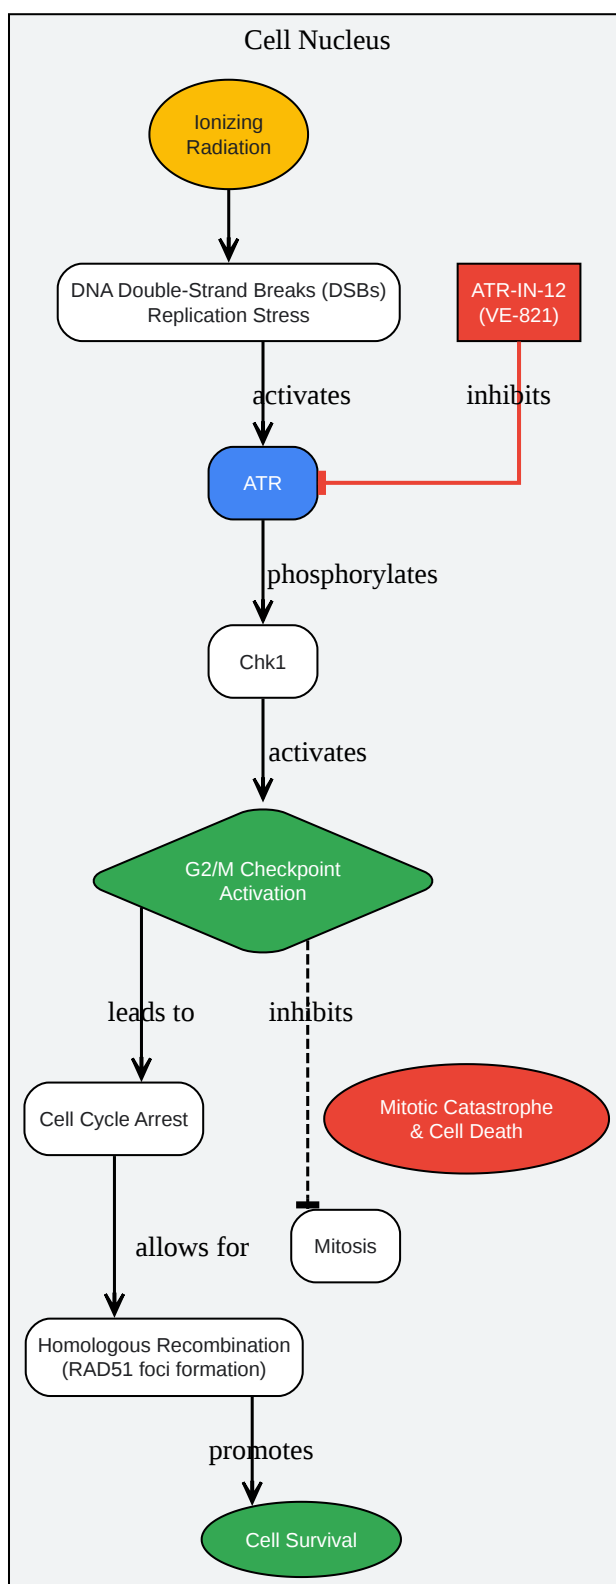 Cell Nucleus
Ionizing
Radiation
DNA Double-Strand Breaks (DSBs)
Replication Stress
ATR-IN-12
(VE-821)
activates
inhibits
ATR
phosphorylates
Chk1
activates
G2/M Checkpoint
Activation
leads to
inhibits
Cell Cycle Arrest
Mitotic Catastrophe
& Cell Death
allows for
Mitosis
Homologous Recombination
(RAD51 foci formation)
promotes
Cell Survival